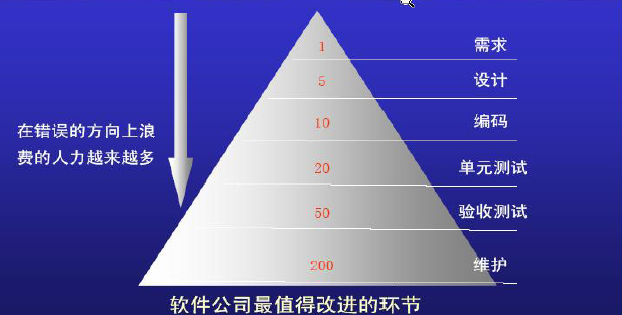 1 需求
5 设计
10 编码
在错误的方向上浪
费的人力越来越多
20 单元测试
50 验收测试
200 维护
软件公司最值得改进的环节